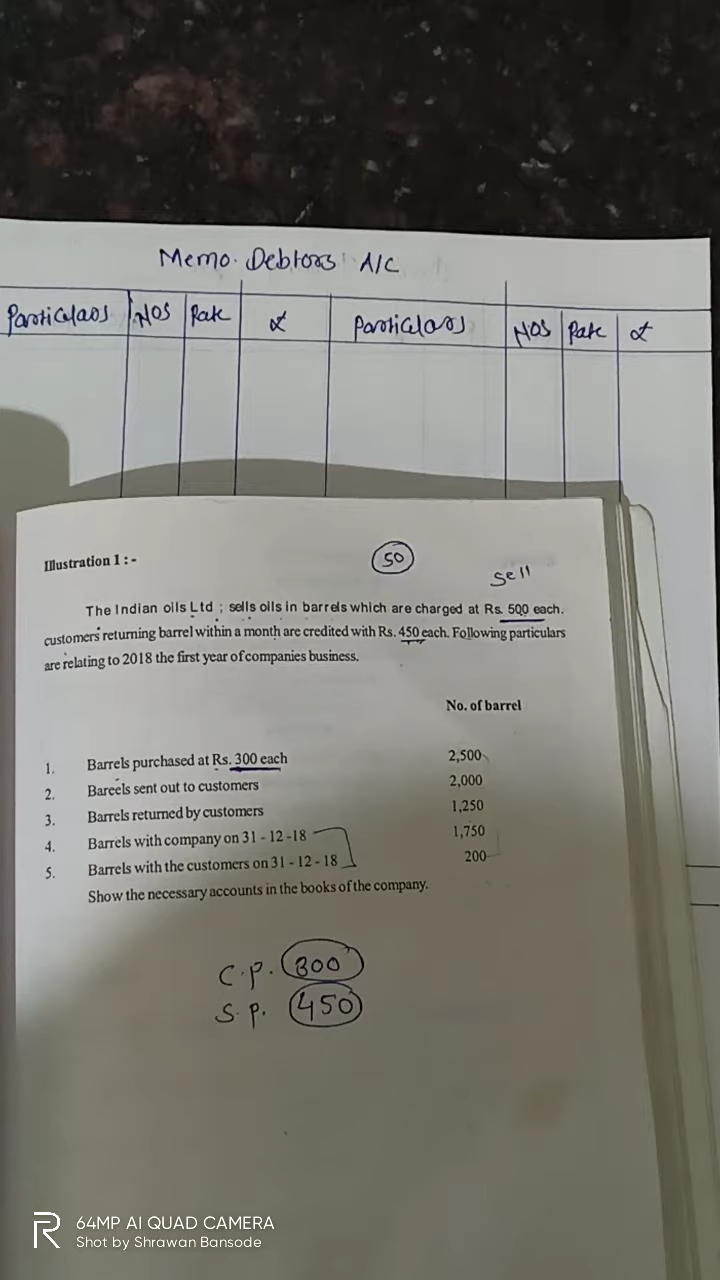 Memo. Debtors A/C
Particulars Nos Rate ₹ Particulars Nos Rate ₹
Illustration 1 :-
50
Sell
The Indian oils Ltd ; sells oils in barrels which are charged at Rs. 500 each.
customers returning barrel within a month are credited with Rs. 450 each. Following particulars
are relating to 2018 the first year of companies business.
No. of barrel
1. Barrels purchased at Rs. 300 each 2,500
2. Bareels sent out to customers 2,000
3. Barrels returned by customers 1,250
4. Barrels with company on 31 - 12 -18 1,750
5. Barrels with the customers on 31 - 12 - 18 200
Show the necessary accounts in the books of the company.
C.P. 300
S.P. 450
R 64MP AI QUAD CAMERA
Shot by Shrawan Bansode